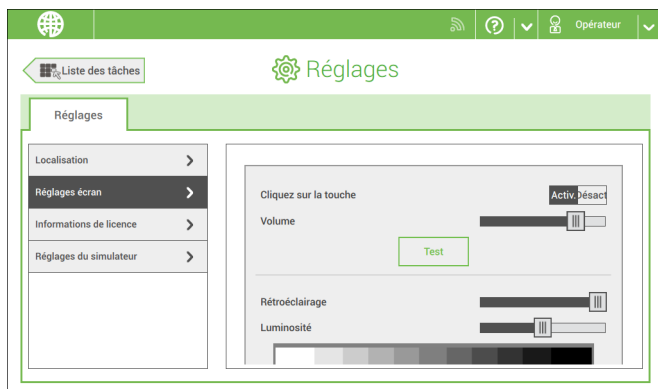 Opérateur
Liste des tâches
Réglages
Réglages
Localisation
Réglages écran
Informations de licence
Réglages du simulateur
Cliquez sur la touche
Activ. Désact
Volume
Test
Rétroéclairage
Luminosité